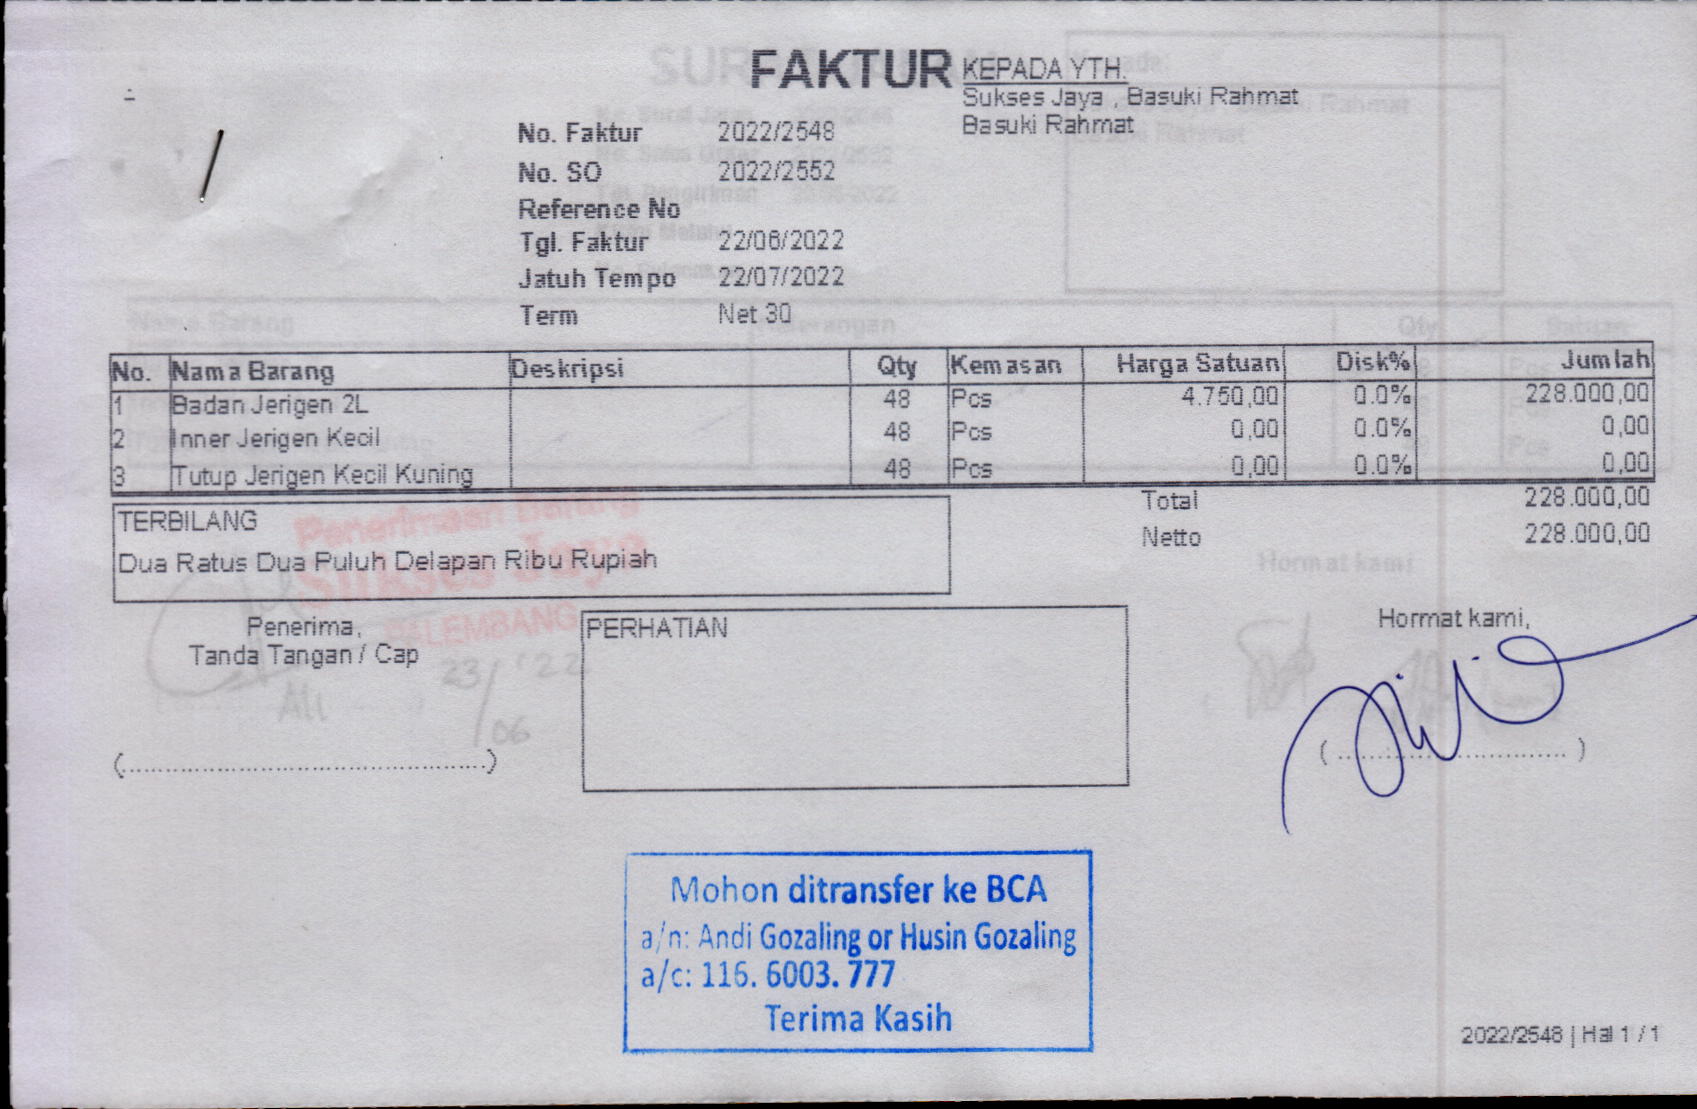 FAKTUR
KEPADA YTH.
Sukses Jaya , Basuki Rahmat
Basuki Rahmat
No. Faktur 2022/2548
No. SO 2022/2552
Reference No
Tgl. Faktur 22/06/2022
Jatuh Tempo 22/07/2022
Term Net 30
No. Nama Barang Deskripsi Qty Kemasan Harga Satuan Disk% Jumlah
1 Badan Jerigen 2L 48 Pcs 4.750,00 0.0% 228.000,00
2 Inner Jerigen Kecil 48 Pcs 0,00 0.0% 0,00
3 Tutup Jerigen Kecil Kuning 48 Pcs 0,00 0.0% 0,00
Total 228.000,00
Netto 228.000,00
TERBILANG
Dua Ratus Dua Puluh Delapan Ribu Rupiah
Penerimaan Barang
Sukses Jaya
PALEMBANG
Penerima,
Tanda Tangan / Cap
23/06 '22
Ali
(...............................................)
PERHATIAN
Hormat kami,
( ............................... )
Mohon ditransfer ke BCA
a/n: Andi Gozaling or Husin Gozaling
a/c: 116. 6003. 777
Terima Kasih
2022/2548 | Hal 1 / 1